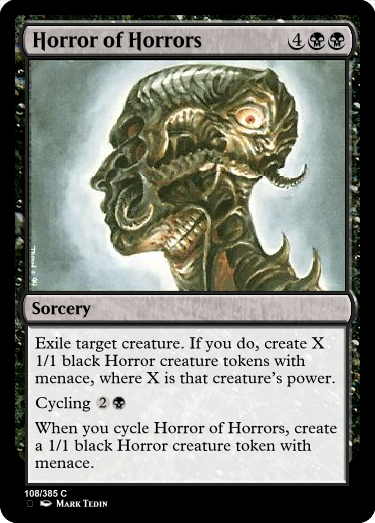 Horror of Horrors 4
Sorcery
Exile target creature. If you do, create X
1/1 black Horror creature tokens with
menace, where X is that creature's power.
Cycling 2
When you cycle Horror of Horrors, create
a 1/1 black Horror creature token with
menace.
108/385 C
Mark Tedin